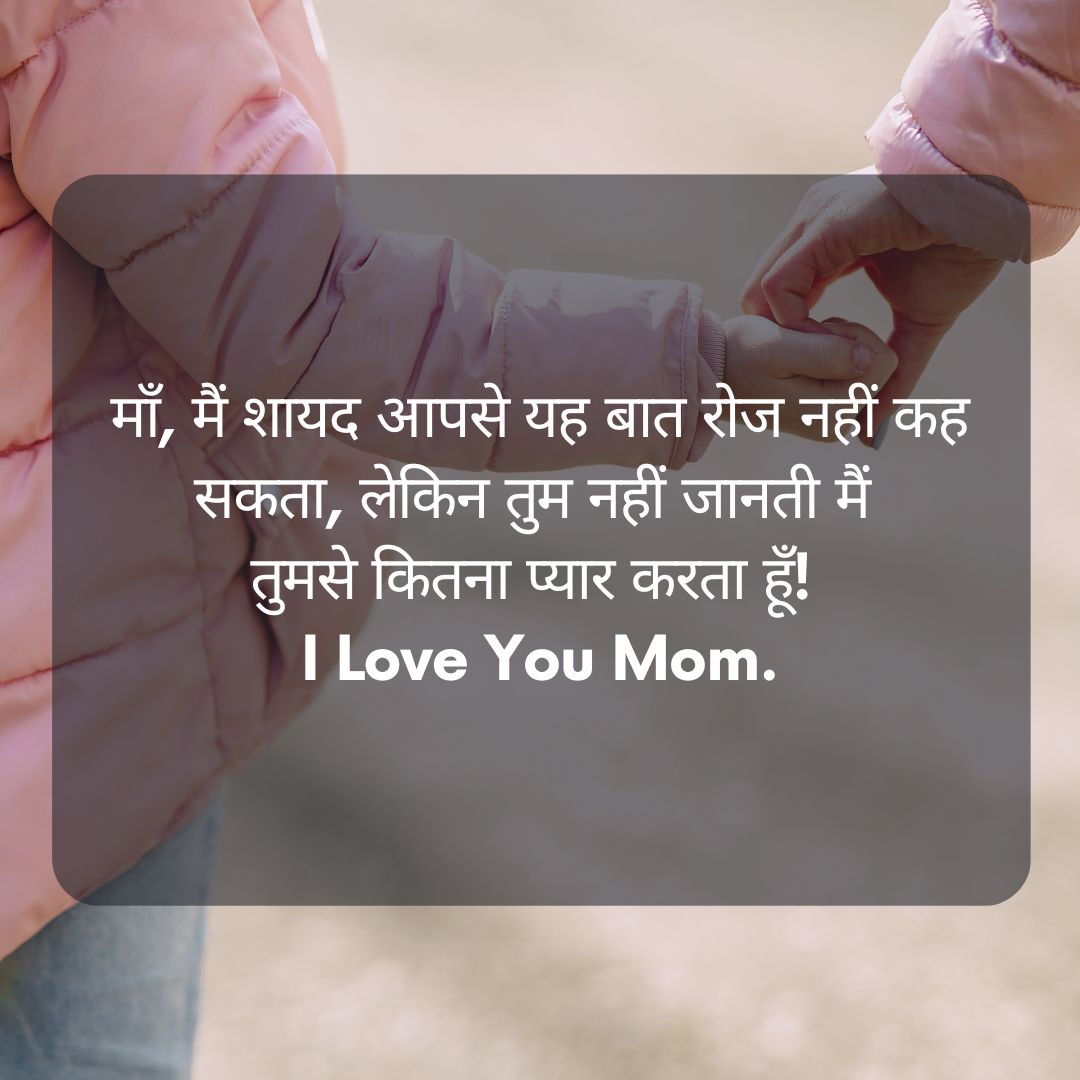 माँ, मैं शायद आपसे यह बात रोज नहीं कह
सकता, लेकिन तुम नहीं जानती मैं
तुमसे कितना प्यार करता हूँ!
I Love You Mom.